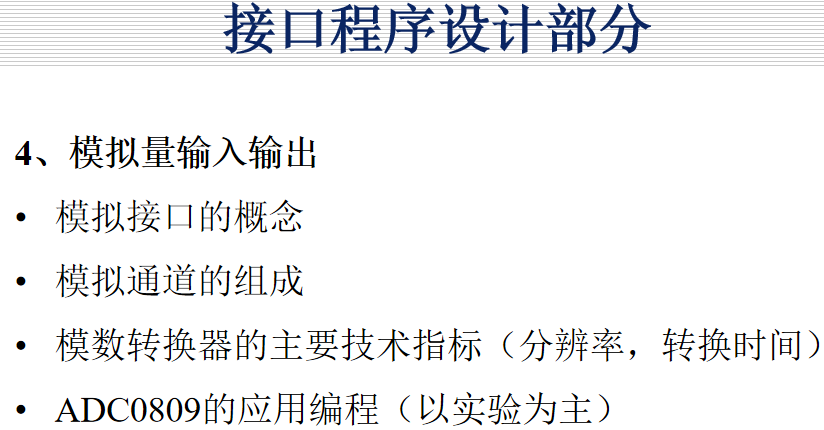 接口程序设计部分
4、模拟量输入输出
• 模拟接口的概念
• 模拟通道的组成
• 模数转换器的主要技术指标（分辨率，转换时间）
• ADC0809的应用编程（以实验为主）